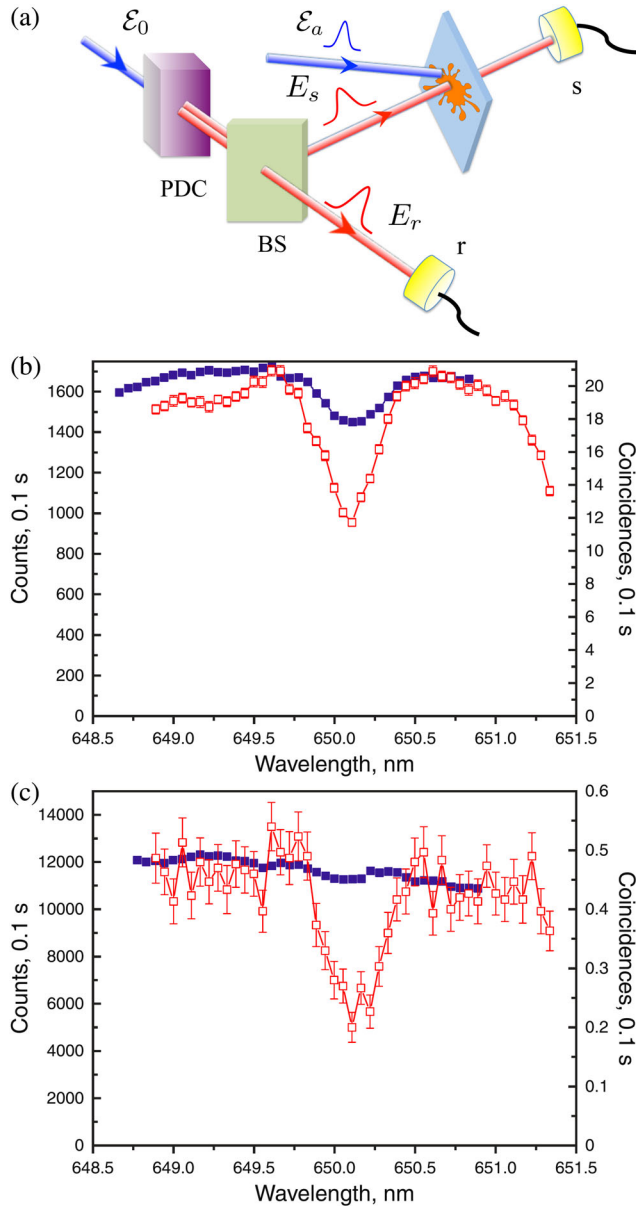 (a)
ℰ0
ℰa
Es
s
PDC
BS
Er
r
(b)
1600
1400
1200
1000
800
600
400
200
0
Counts, 0.1 s
20
18
16
14
12
10
8
6
4
2
0
Coincidences, 0.1 s
648.5 649.0 649.5 650.0 650.5 651.0 651.5
Wavelength, nm
(c)
14000
12000
10000
8000
6000
4000
2000
0
Counts, 0.1 s
0.6
0.5
0.4
0.3
0.2
0.1
0
Coincidences, 0.1 s
648.5 649.0 649.5 650.0 650.5 651.0 651.5
Wavelength, nm